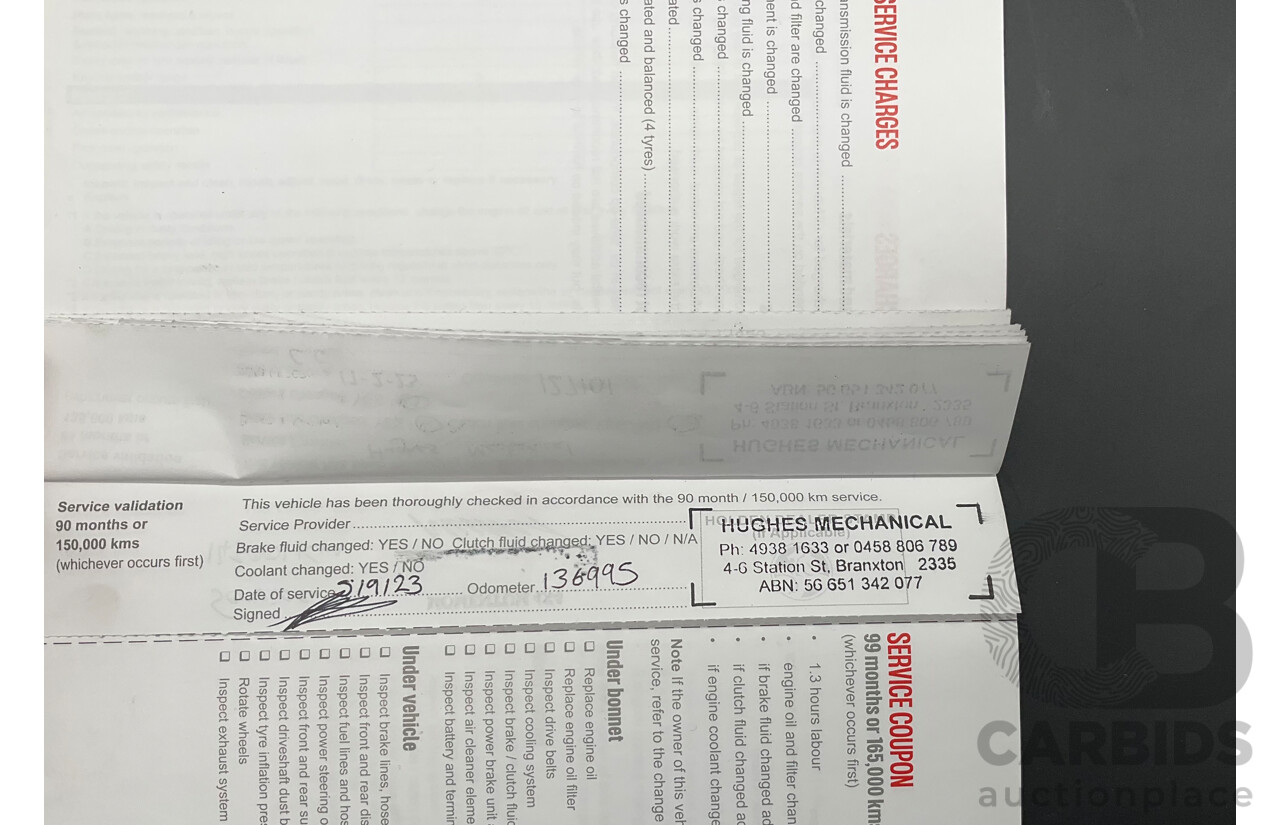 SERVICE CHARGES
ansmission fluid is changed
changed
d filter are changed
ent is changed
ng fluid is changed
changed
s changed
ated
ated and balanced (4 tyres)
s changed
Service validation
90 months or
150,000 kms
(whichever occurs first)
This vehicle has been thoroughly checked in accordance with the 90 month / 150,000 km service.
Service Provider
Brake fluid changed: YES / NO Clutch fluid changed: YES / NO / N/A
Coolant changed: YES / NO
Date of service 5/9/23 Odometer 136995
Signed
(If Applicable)
HUGHES MECHANICAL
Ph: 4938 1633 or 0458 806 789
4-6 Station St, Branxton 2335
ABN: 56 651 342 077
SERVICE COUPON
99 months or 165,000 kms
(whichever occurs first)
• 1.3 hours labour
• engine oil and filter chan
• if brake fluid changed ad
• if clutch fluid changed ad
• if engine coolant change
Note If the owner of this veh
service, refer to the change
Under bonnet
Replace engine oil
Replace engine oil filter
Inspect drive belts
Inspect cooling system
Inspect brake / clutch fluid
Inspect power brake unit
Inspect air cleaner eleme
Inspect battery and termin
Under vehicle
Inspect brake lines, hose
Inspect front and rear dis
Inspect fuel lines and hos
Inspect power steering o
Inspect front and rear su
Inspect driveshaft dust b
Inspect tyre inflation pres
Rotate wheels
Inspect exhaust system
CARBIDS
auctionplace